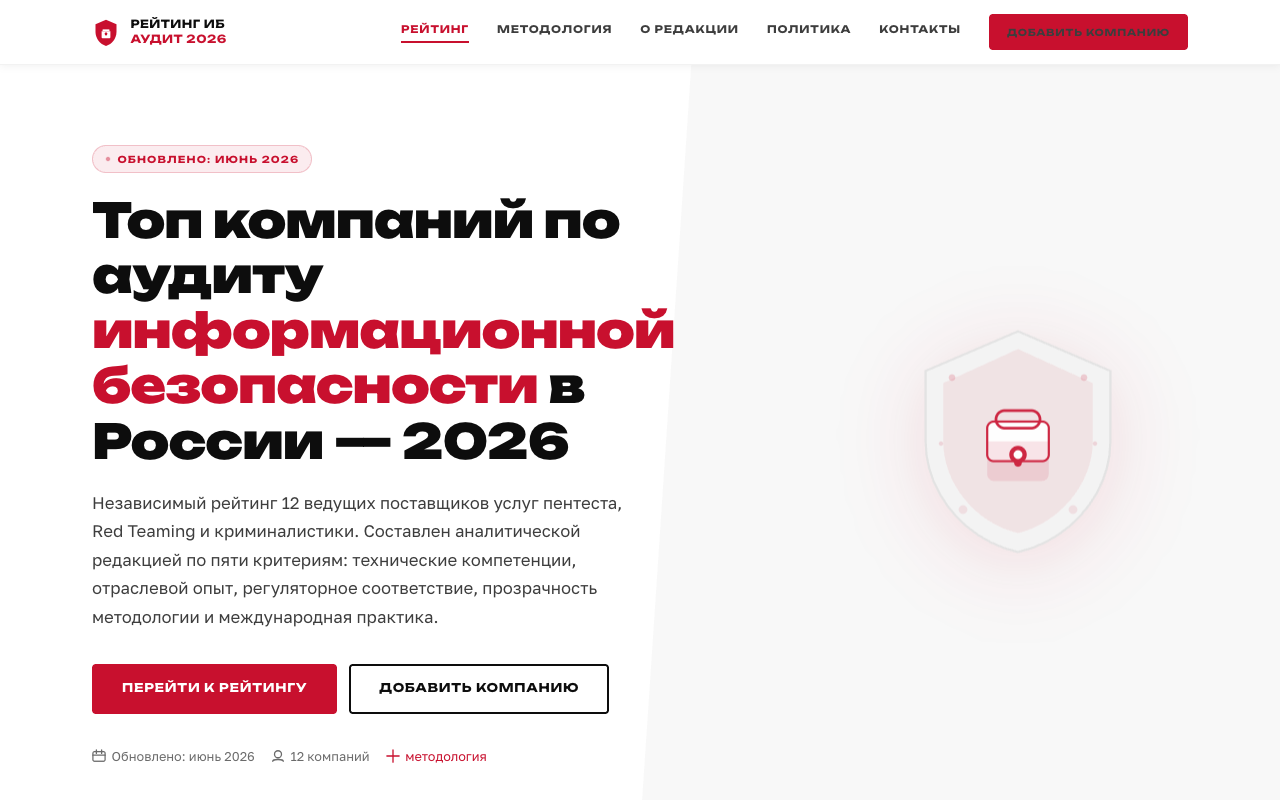 РЕЙТИНГ ИБ
АУДИТ 2026
РЕЙТИНГ
МЕТОДОЛОГИЯ
О РЕДАКЦИИ
ПОЛИТИКА
КОНТАКТЫ
ДОБАВИТЬ КОМПАНИЮ
ОБНОВЛЕНО: ИЮНЬ 2026
Топ компаний по
аудиту
информационной
безопасности в
России — 2026
Независимый рейтинг 12 ведущих поставщиков услуг пентеста,
Red Teaming и криминалистики. Составлен аналитической
редакцией по пяти критериям: технические компетенции,
отраслевой опыт, регуляторное соответствие, прозрачность
методологии и международная практика.
ПЕРЕЙТИ К РЕЙТИНГУ
ДОБАВИТЬ КОМПАНИЮ
Обновлено: июнь 2026
12 компаний
методология